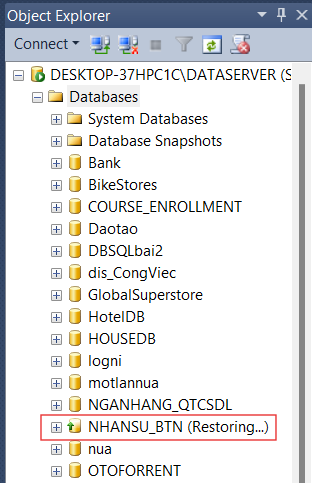 Object Explorer
Connect
DESKTOP-37HPC1C\DATASERVER (S
Databases
System Databases
Database Snapshots
Bank
BikeStores
COURSE_ENROLLMENT
Daotao
DBSQLbai2
dis_CongViec
GlobalSuperstore
HotelDB
HOUSEDB
logni
motlannua
NGANHANG_QTCSDL
NHANSU_BTN (Restoring...)
nua
OTOFORRENT